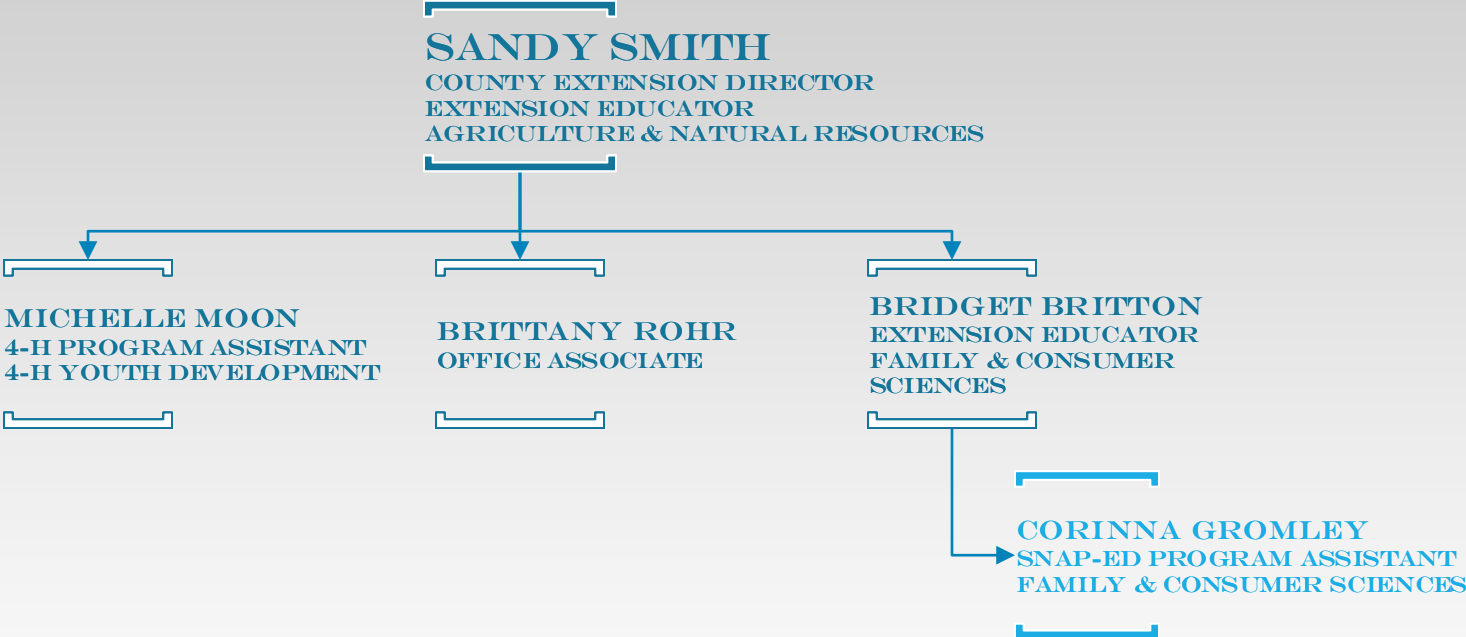 SANDY SMITH
COUNTY EXTENSION DIRECTOR
EXTENSION EDUCATOR
AGRICULTURE & NATURAL RESOURCES
MICHELLE MOON
4-H PROGRAM ASSISTANT
4-H YOUTH DEVELOPMENT
BRITTANY ROHR
OFFICE ASSOCIATE
BRIDGET BRITTON
EXTENSION EDUCATOR
FAMILY & CONSUMER
SCIENCES
CORINNA GROMLEY
SNAP-ED PROGRAM ASSISTANT
FAMILY & CONSUMER SCIENCES